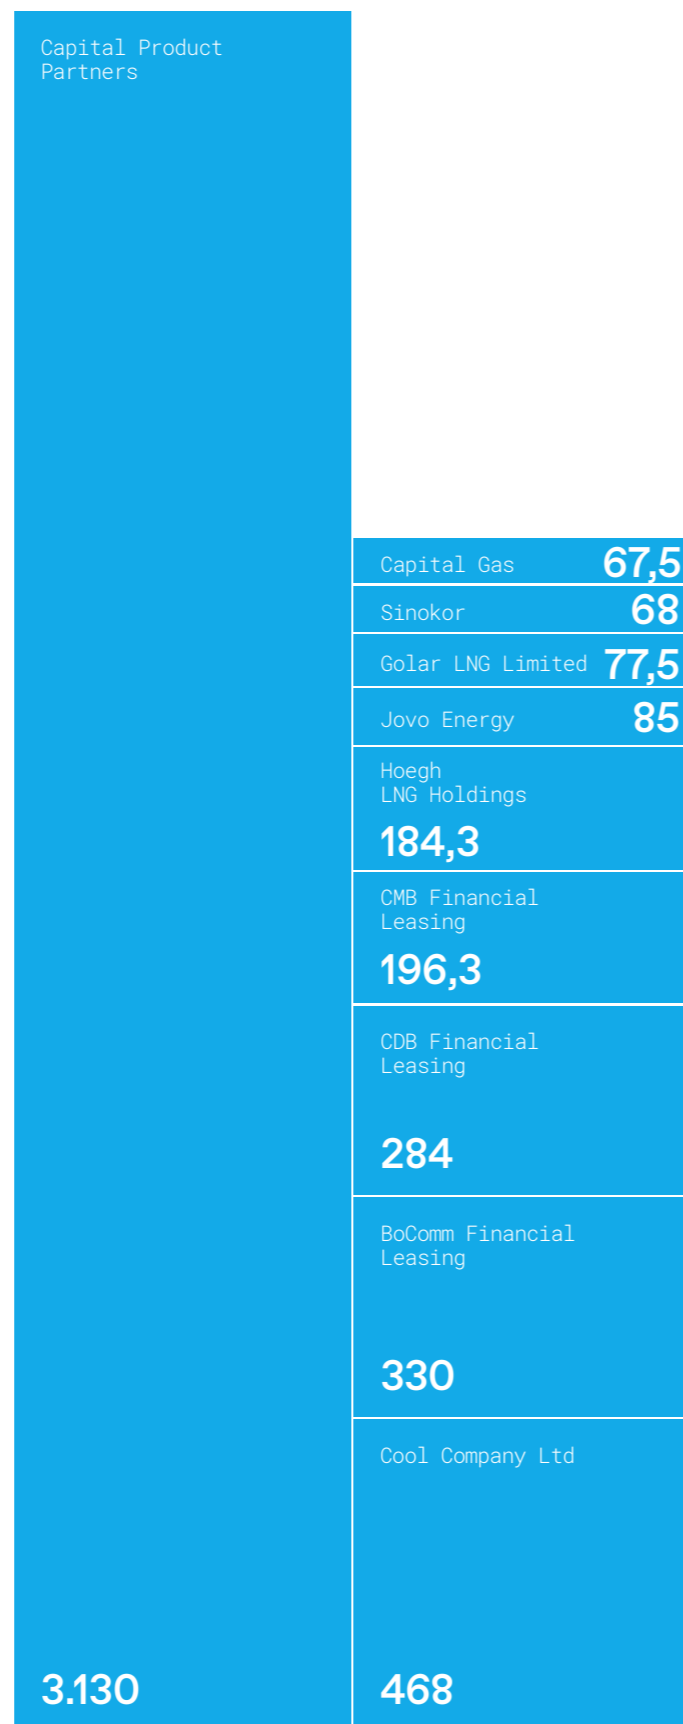 Capital Product
Partners
3.130
Capital Gas 67,5
Sinokor 68
Golar LNG Limited 77,5
Jovo Energy 85
Hoegh
LNG Holdings
184,3
CMB Financial
Leasing
196,3
CDB Financial
Leasing
284
BoComm Financial
Leasing
330
Cool Company Ltd
468